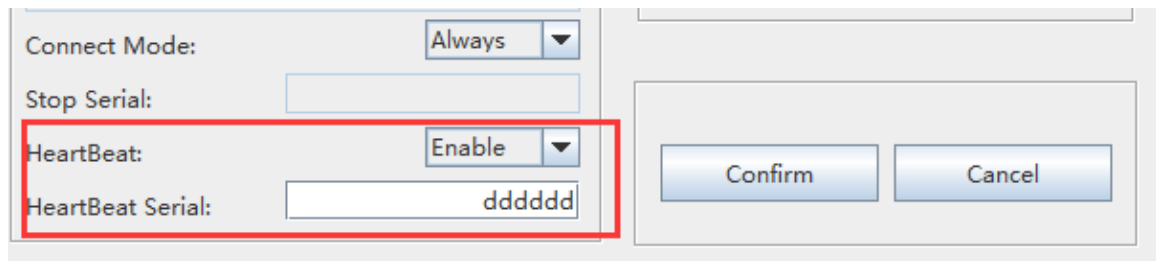 Connect Mode: Always
Stop Serial:
HeartBeat: Enable
HeartBeat Serial: dddddd
Confirm Cancel